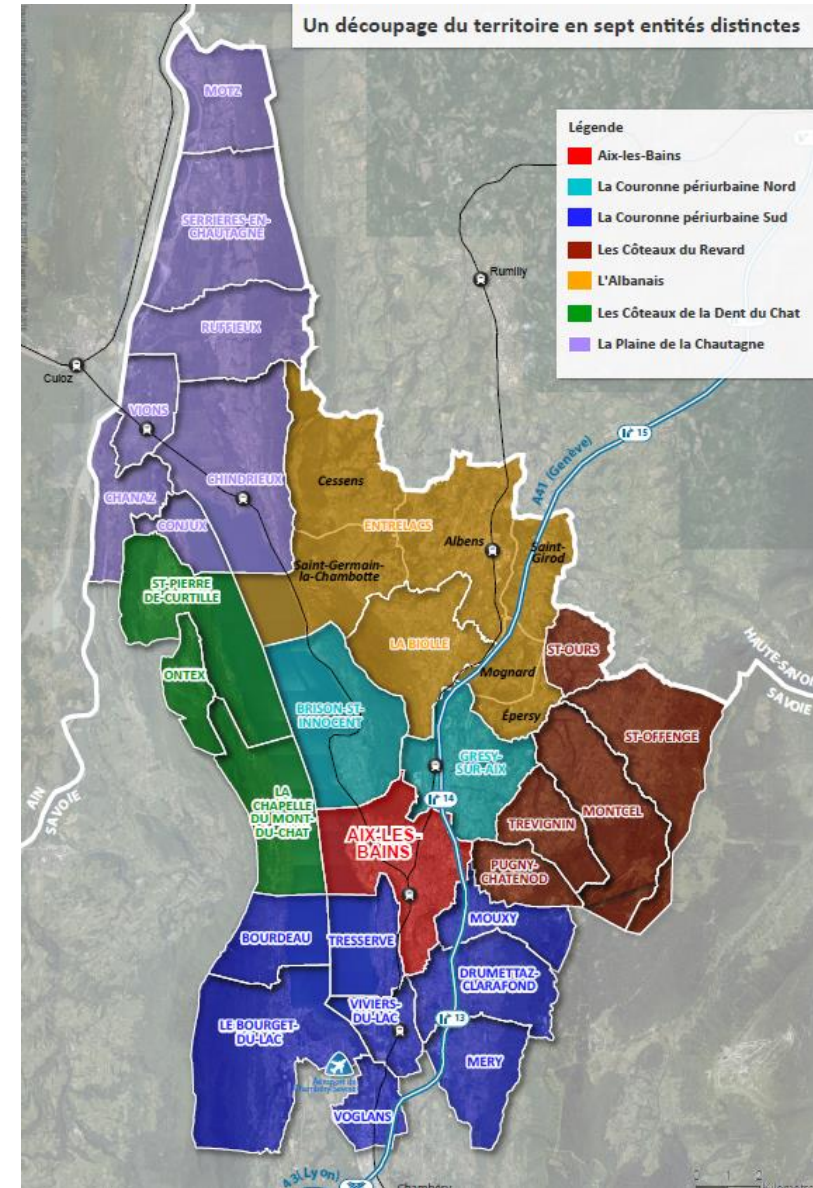 Un découpage du territoire en sept entités distinctes
Légende
Aix-les-Bains
La Couronne périurbaine Nord
La Couronne périurbaine Sud
Les Côteaux du Revard
L'Albanais
Les Côteaux de la Dent du Chat
La Plaine de la Chautagne
MOTZ
SERRIERES-EN-
CHAUTAGNE
Rumilly
RUFFIEUX
Culoz
VIONS
15
A41 (Genève)
CHINDRIEUX
Cessens
CHANAZ
CONJUX
ENTRELACS
Albens
Saint-
Girod
Saint-Germain-
la-Chambotte
ST-PIERRE
DE-CURTILLE
LA BIOLLE
ST-OURS
HAUTE-SAVOIE
SAVOIE
ONTEX
Mognard
Épersy
BRISON-ST-
INNOCENT
ST-OFFENGE
GRESY-
SUR-AIX
AIN
SAVOIE
LA
CHAPELLE
DU MONT-
DU-CHAT
14
MONTCEL
TREVIGNIN
AIX-LES-
BAINS
PUGNY-
CHATENOD
MOUXY
BOURDEAU
TRESSERVE
DRUMETTAZ-
CLARAFOND
VIVIERS-
DU-LAC
13
LE BOURGET-
DU-LAC
MERY
Aéroport de
VOGLANS
(Lyon)
Chambéry
0 1 2